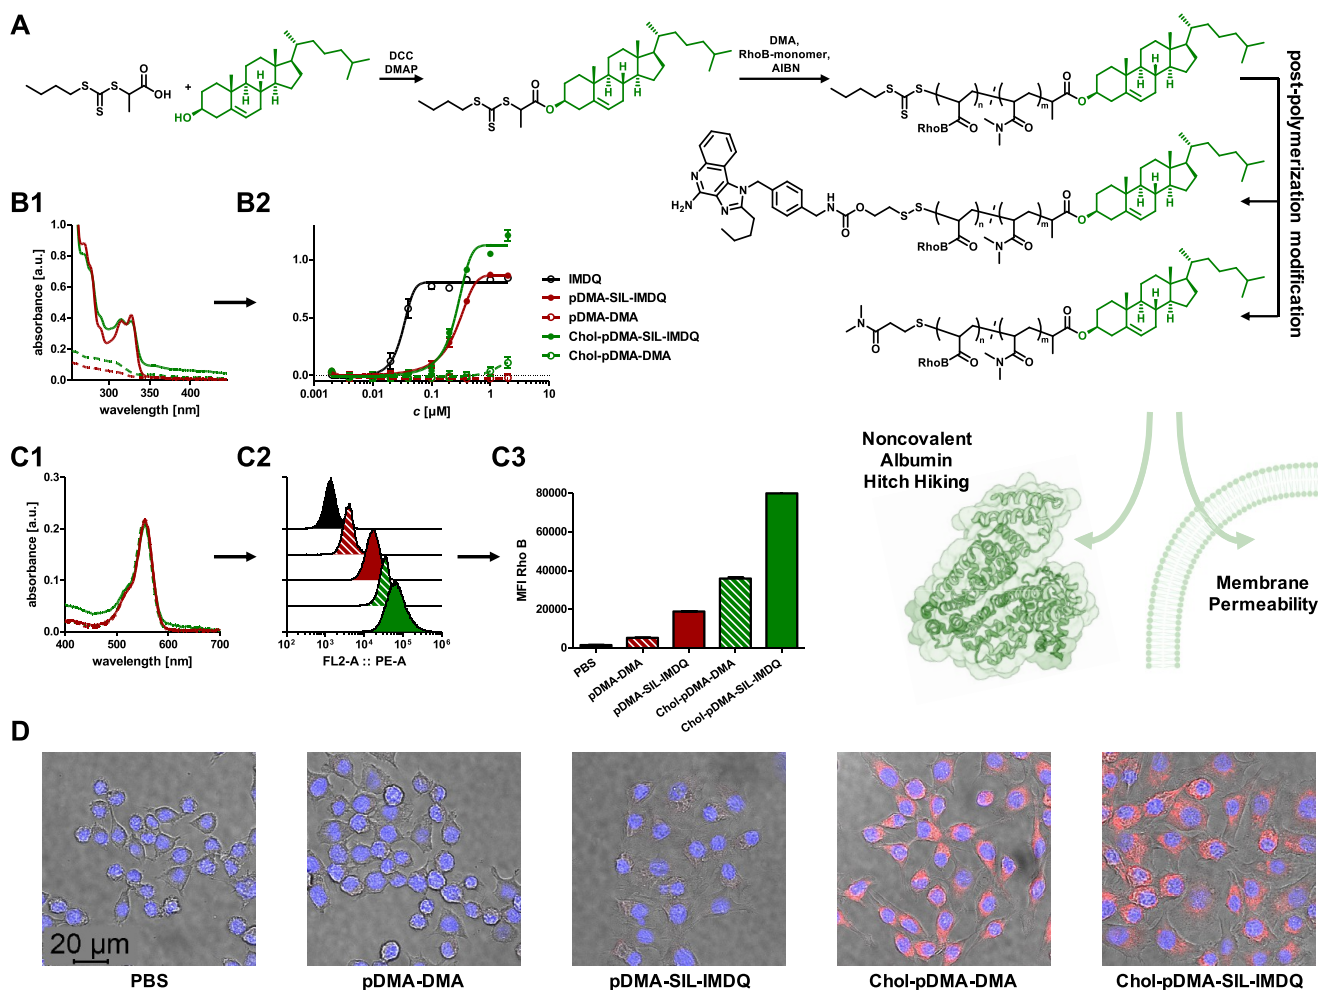 A
DCC
DMAP
DMA,
RhoB-monomer,
AIBN
S
S
O
OH
S
+
HO
H
H
H
S
S
O
S
O
H
H
H
S
S
n
m
O
S
RhoB
O
N
O
O
H
H
H
post-polymerization modification
N
H2N
N
N
H
N
O
O
S
S
n
m
O
O
RhoB
O
N
O
H
H
H
N
O
S
n
m
O
O
RhoB
O
N
O
H
H
H
B1
absorbance [a.u.]
1.0
0.8
0.6
0.4
0.2
0.0
300
350
400
wavelength [nm]
B2
1.0
0.5
0.0
0.001
0.01
0.1
1
10
c [µM]
IMDQ
pDMA-SIL-IMDQ
pDMA-DMA
Chol-pDMA-SIL-IMDQ
Chol-pDMA-DMA
C1
absorbance [a.u.]
0.3
0.2
0.1
0.0
400
500
600
700
wavelength [nm]
C2
10²
10³
10⁴
10⁵
10⁶
FL2-A :: PE-A
C3
MFI Rho B
80000
60000
40000
20000
0
PBS
pDMA-DMA
pDMA-SIL-IMDQ
Chol-pDMA-DMA
Chol-pDMA-SIL-IMDQ
Noncovalent
Albumin
Hitch Hiking
Membrane
Permeability
D
20 µm
PBS
pDMA-DMA
pDMA-SIL-IMDQ
Chol-pDMA-DMA
Chol-pDMA-SIL-IMDQ